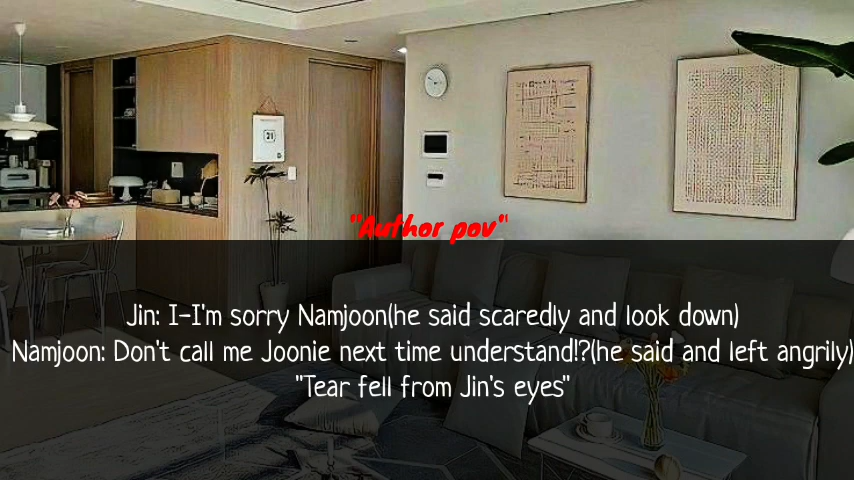 31
"Author pov"
Jin: I-I'm sorry Namjoon(he said scaredly and look down)
Namjoon: Don't call me Joonie next time understand!?(he said and left angrily)
"Tear fell from Jin's eyes"